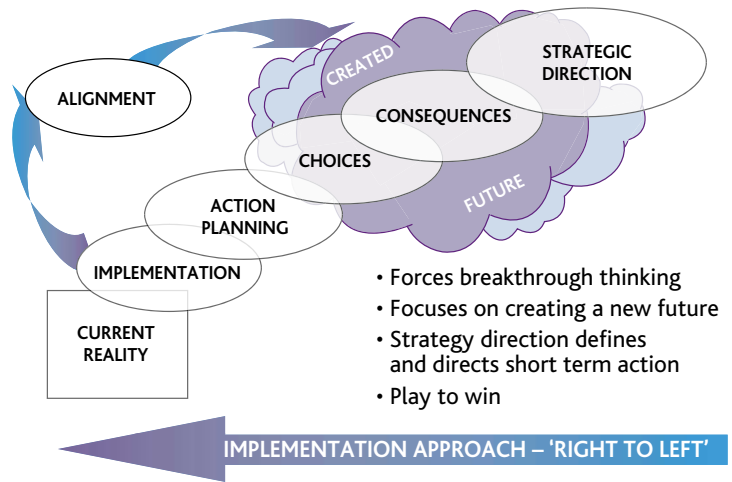 STRATEGIC
DIRECTION
CREATED
ALIGNMENT
CONSEQUENCES
CHOICES
FUTURE
ACTION
PLANNING
IMPLEMENTATION
CURRENT
REALITY
• Forces breakthrough thinking
• Focuses on creating a new future
• Strategy direction defines
and directs short term action
• Play to win
IMPLEMENTATION APPROACH – ‘RIGHT TO LEFT’